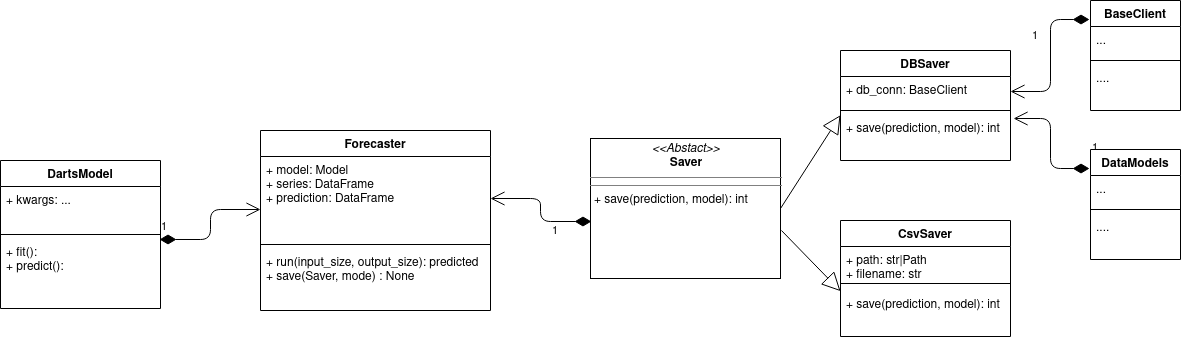 DartsModel
+ kwargs: ...
+ fit():
+ predict():
1
Forecaster
+ model: Model
+ series: DataFrame
+ prediction: DataFrame
+ run(input_size, output_size): predicted
+ save(Saver, mode) : None
1
<<Abstact>>
Saver
+ save(prediction, model): int
DBSaver
+ db_conn: BaseClient
+ save(prediction, model): int
CsvSaver
+ path: str|Path
+ filename: str
+ save(prediction, model): int
1
BaseClient
...
....
1
DataModels
...
....